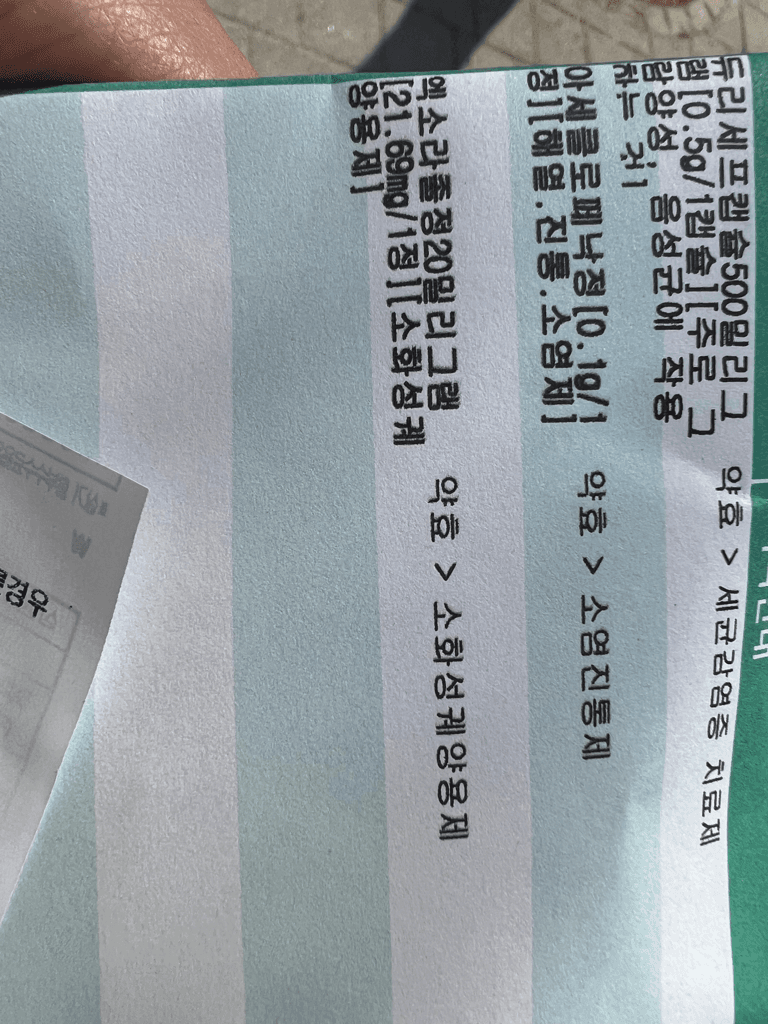 두리세프캡슐500밀리그
램[0.5g/1캡슐][주로 그
람양성, 음성균에 작용
하는 것]
약효 > 세균감염증 치료제
아세클로페낙정[0.1g/1
정][해열.진통.소염제]
약효 > 소염진통제
엑소라졸정20밀리그램
[21.69mg/1정][소화성궤
양용제]
약효 > 소화성궤양용제
경우